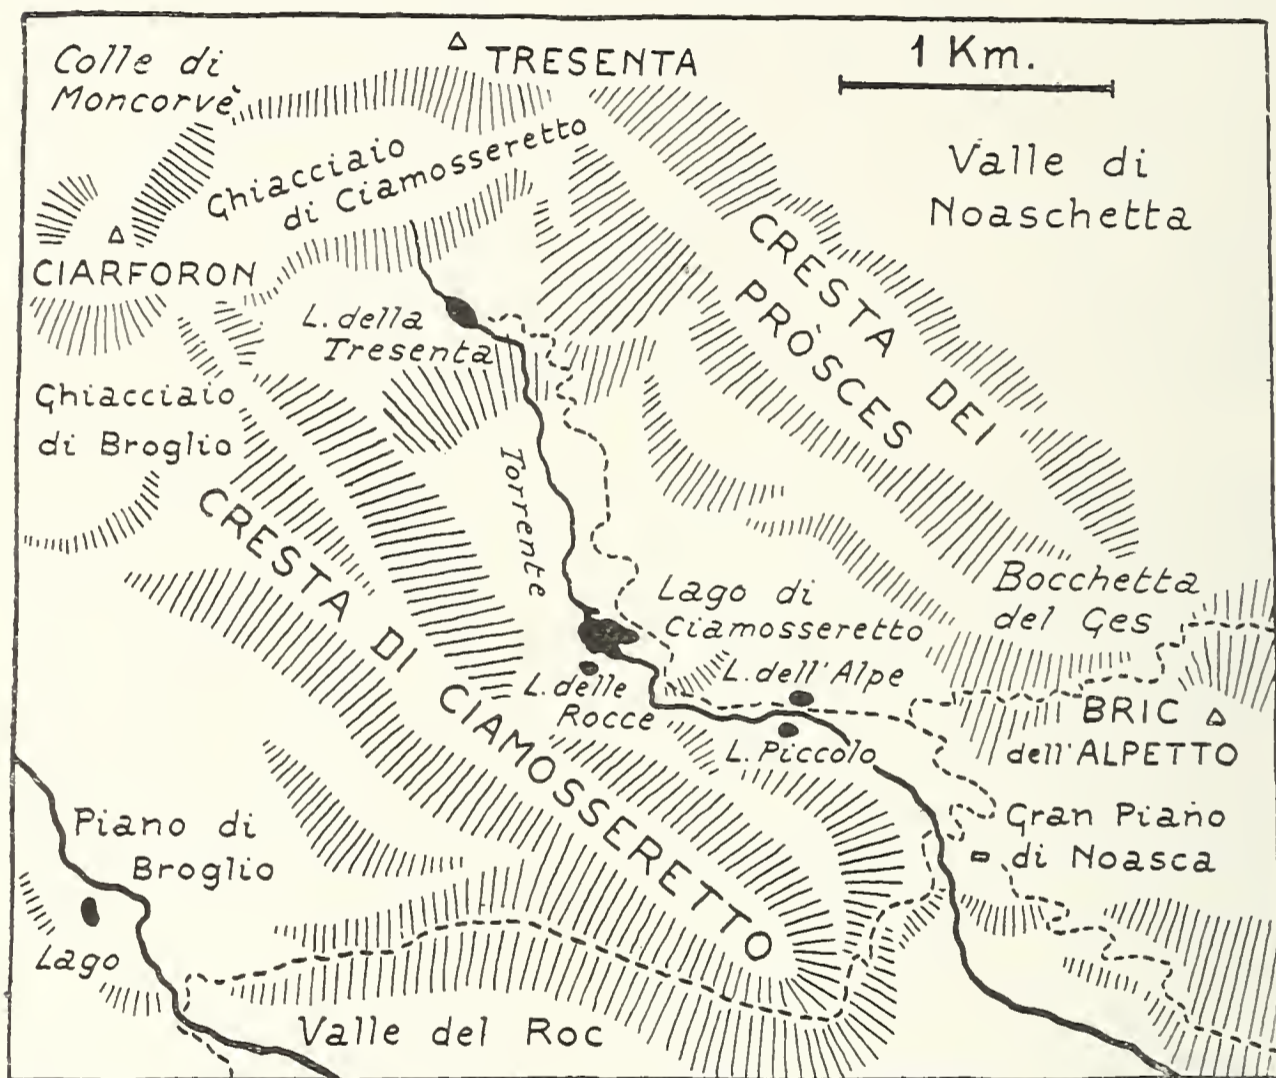 Colle di
Moncorvè
TRESENTA
1 Km.
Ghiacciaio
di Ciamosseretto
Valle di
Noaschetta
CIARFORON
CRESTA DEI
PRÒSCES
L. della
Tresenta
Ghiacciaio
di Broglio
Torrente
CRESTA DI CIAMOSSERETTO
Lago di
Ciamosseretto
Bocchetta
del Ges
L. delle
Rocce
L. dell'Alpe
L. Piccolo
BRIC
dell'ALPETTO
Piano di
Broglio
Gran Piano
di Noasca
Lago
Valle del Roc